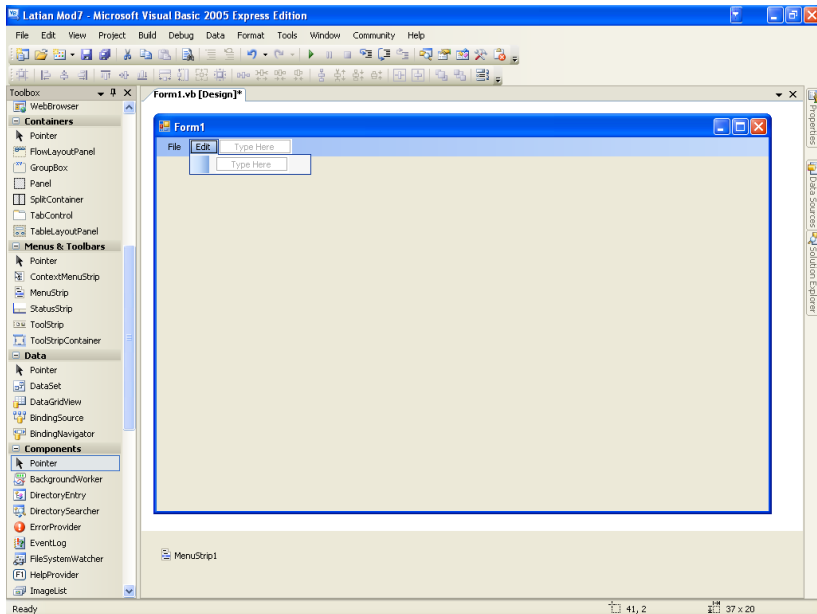 Latian Mod7 - Microsoft Visual Basic 2005 Express Edition
File Edit View Project Build Debug Data Format Tools Window Community Help
Toolbox
WebBrowser
Containers
Pointer
FlowLayoutPanel
GroupBox
Panel
SplitContainer
TabControl
TableLayoutPanel
Menus & Toolbars
Pointer
ContextMenuStrip
MenuStrip
StatusStrip
ToolStrip
ToolStripContainer
Data
Pointer
DataSet
DataGridView
BindingSource
BindingNavigator
Components
Pointer
BackgroundWorker
DirectoryEntry
DirectorySearcher
ErrorProvider
EventLog
FileSystemWatcher
HelpProvider
ImageList
Form1.vb [Design]*
Form1
File Edit Type Here
Type Here
MenuStrip1
Properties
Data Sources
Solution Explorer
Ready
41, 2
37 x 20